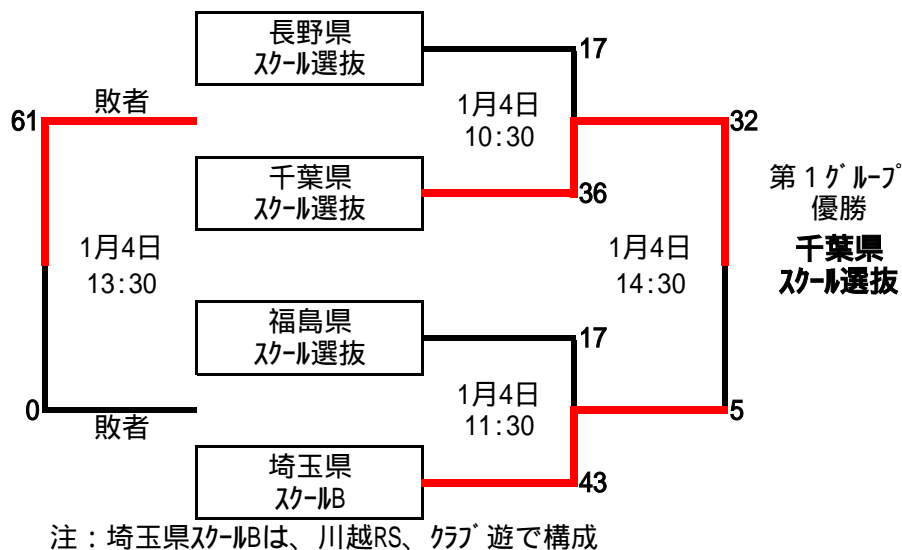 長野県
スクール選抜
17
1月4日
10:30
敗者
61
32
千葉県
スクール選抜
36
第1グループ
優勝
千葉県
スクール選抜
1月4日
13:30
1月4日
14:30
福島県
スクール選抜
17
1月4日
11:30
0
敗者
5
埼玉県
スクールB
43
注：埼玉県スクールBは、川越RS、クラブ遊で構成